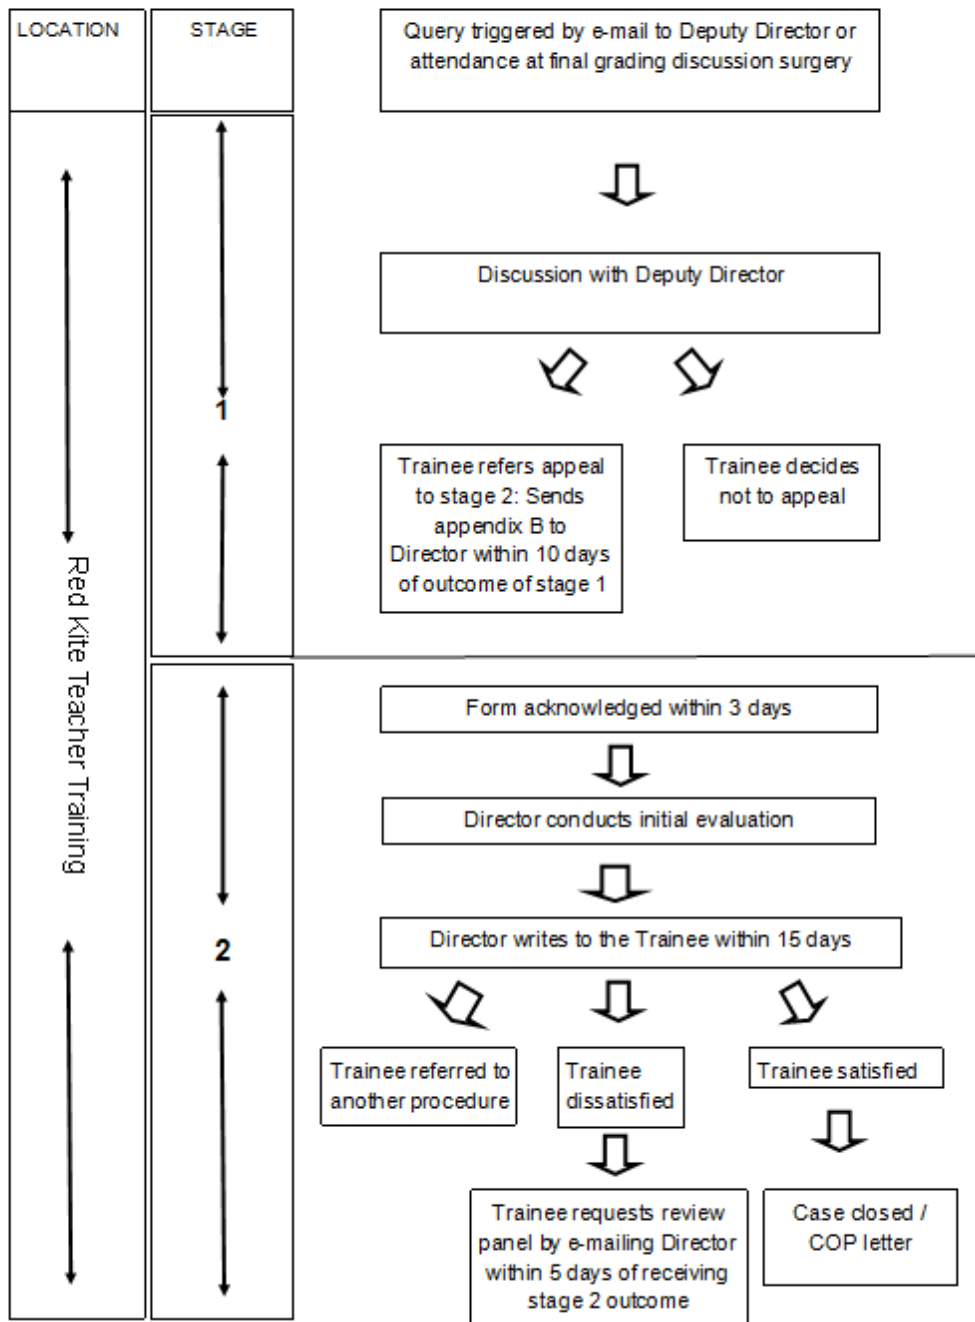 LOCATION
STAGE
Query triggered by e-mail to Deputy Director or
attendance at final grading discussion surgery
Discussion with Deputy Director
1
Trainee refers appeal
to stage 2: Sends
appendix B to
Director within 10 days
of outcome of stage 1
Trainee decides
not to appeal
Red Kite Teacher Training
Form acknowledged within 3 days
Director conducts initial evaluation
2
Director writes to the Trainee within 15 days
Trainee referred to
another procedure
Trainee
dissatisfied
Trainee satisfied
Trainee requests review
panel by e-mailing Director
within 5 days of receiving
stage 2 outcome
Case closed /
COP letter